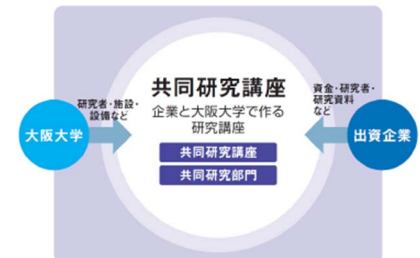 共同研究講座
企業と大阪大学で作る
研究講座
共同研究講座
共同研究部門
研究者・施設・
設備など
大阪大学
資金・研究者・
研究資料
など
出資企業